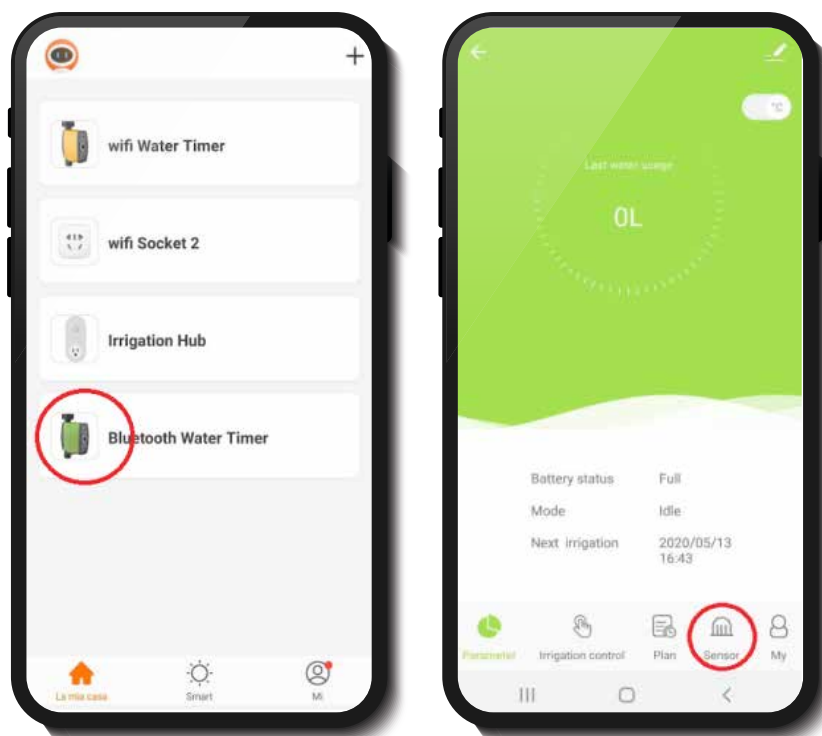 wifi Water Timer
wifi Socket 2
Irrigation Hub
Bluetooth Water Timer
La mia casa
Smart
Mi
°C
Last water usage
0L
Battery status Full
Mode Idle
Next irrigation 2020/05/13
16:43
Parameter
Irrigation control
Plan
Sensor
My